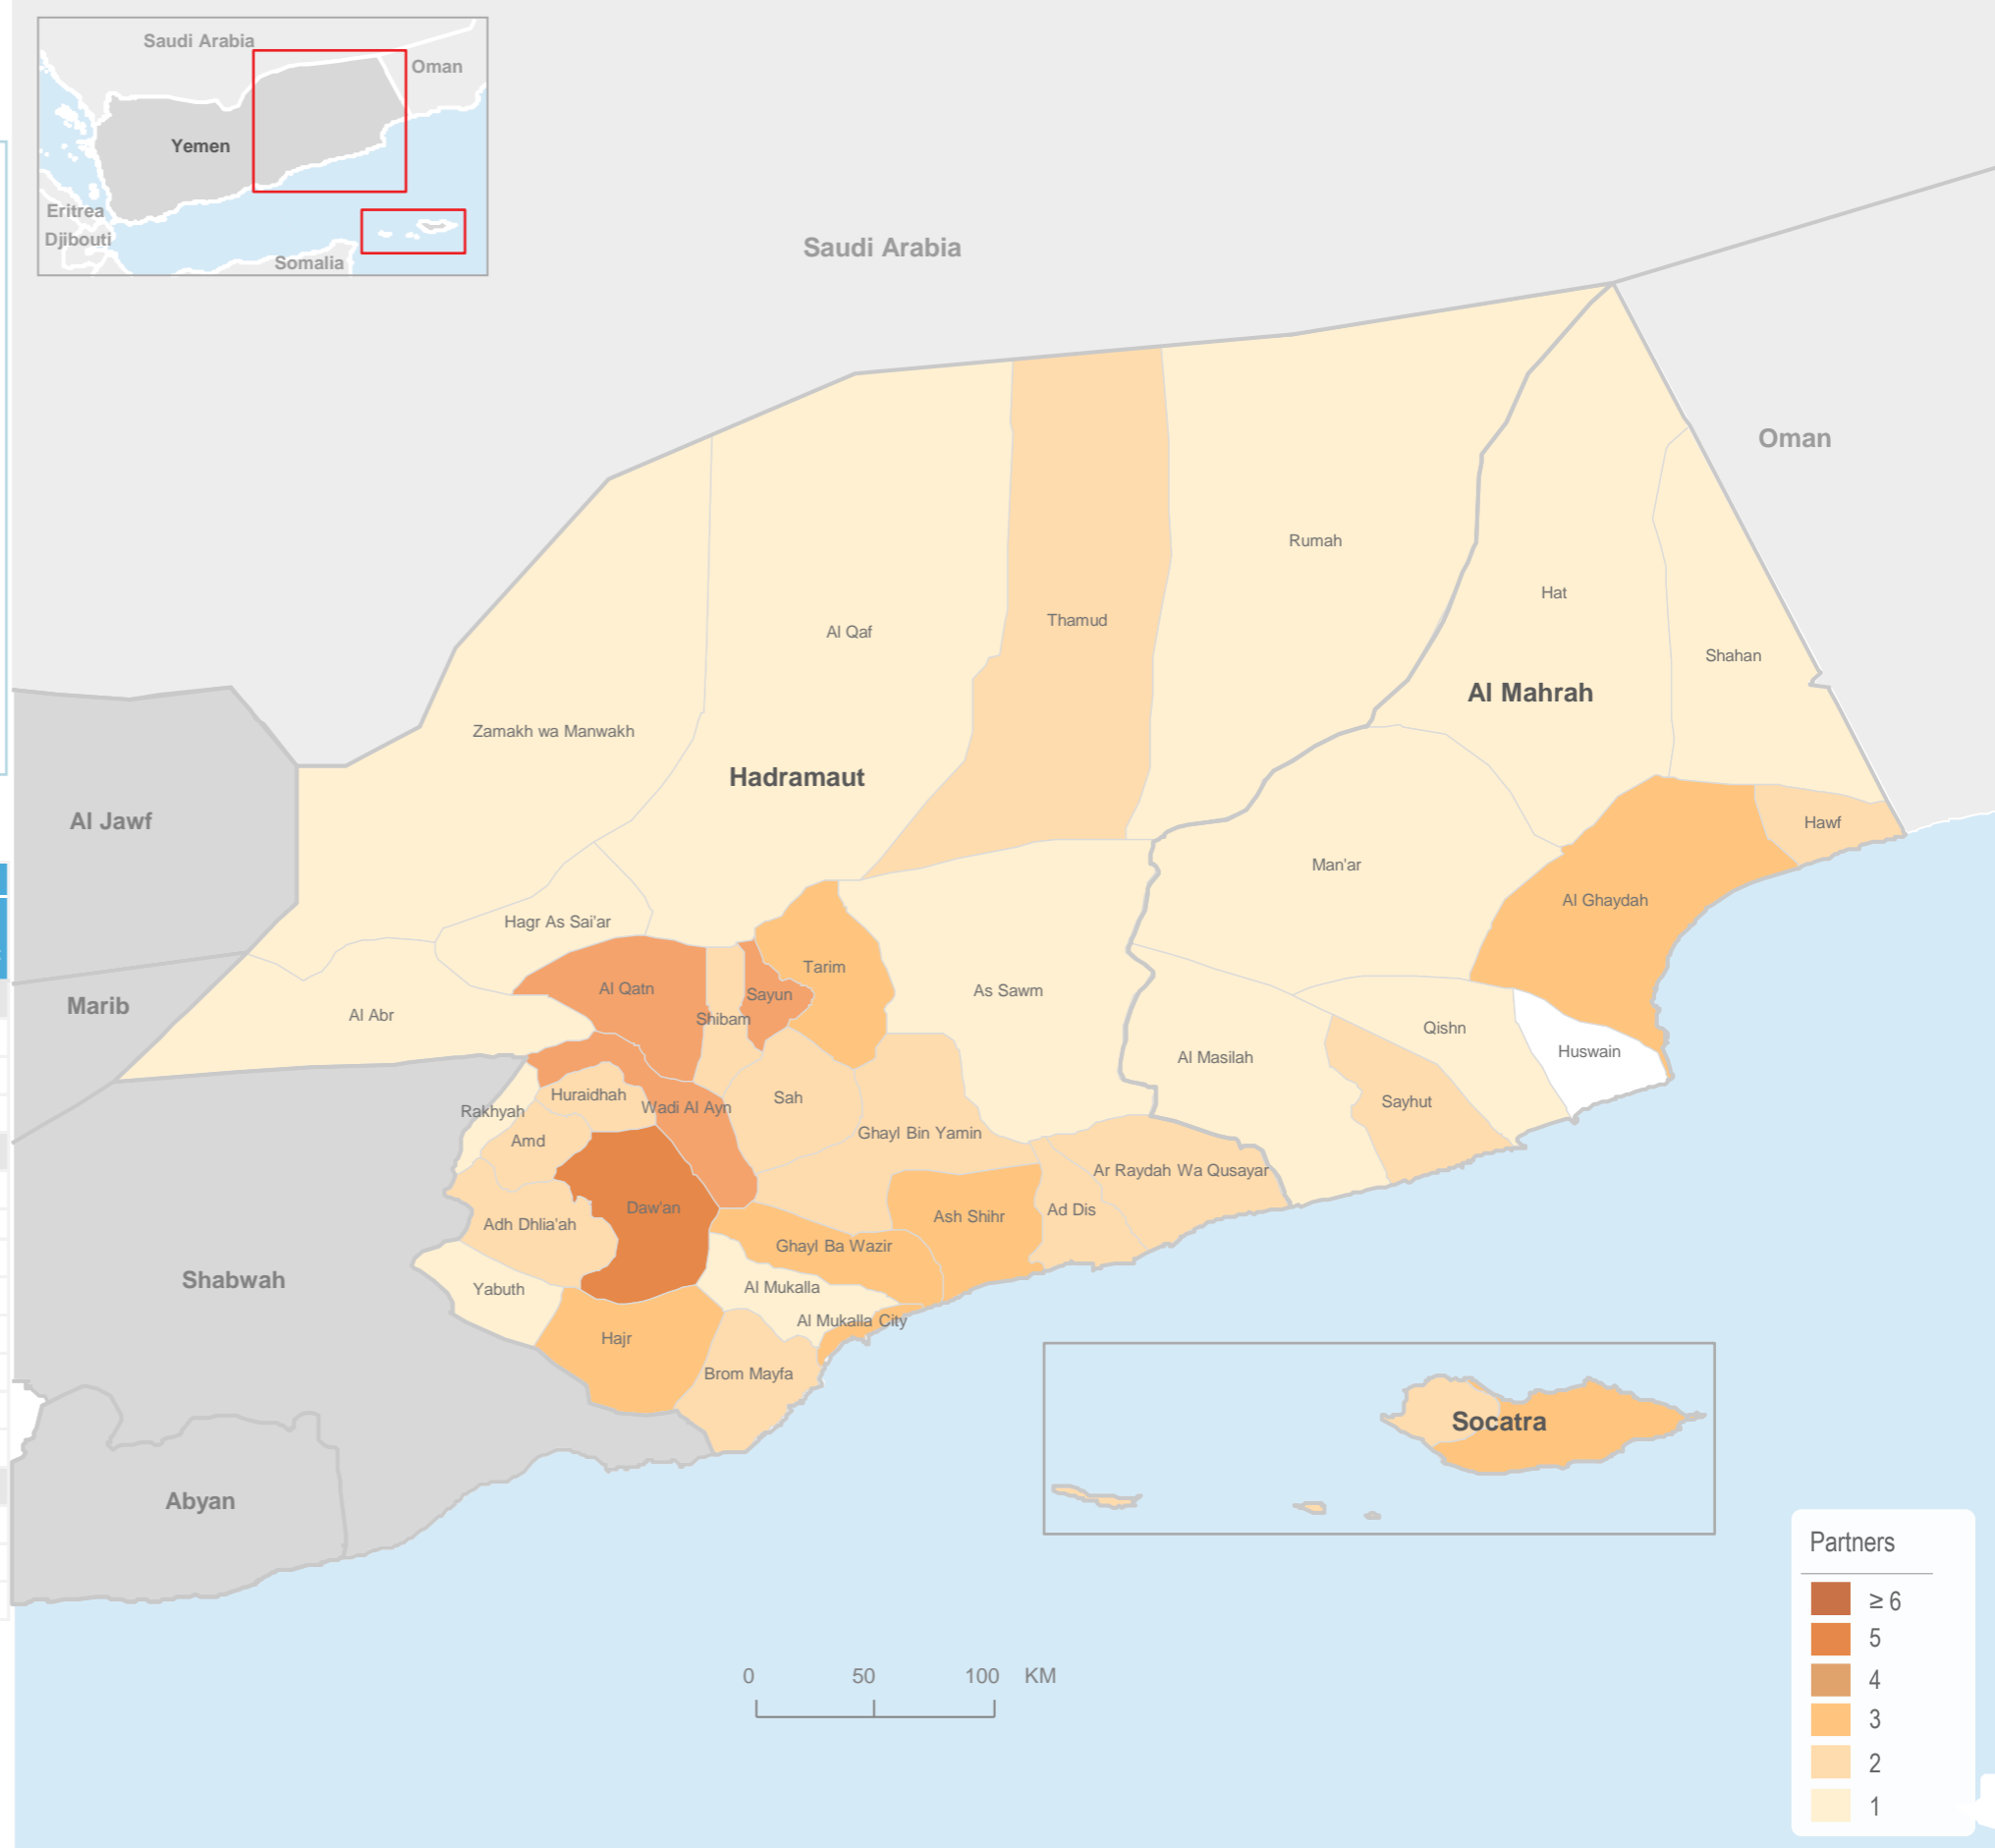 Saudi Arabia
Oman
Yemen
Eritrea
Djibouti
Somalia
Saudi Arabia
Oman
Rumah
Hat
Thamud
Al Qaf
Shahan
Al Mahrah
Zamakh wa Manwakh
Hadramaut
Al Jawf
Hawf
Man'ar
Al Ghaydah
Hagr As Sai'ar
Tarim
Al Qatn
Sayun
As Sawm
Marib
Al Abr
Shibam
Qishn
Huswain
Al Masilah
Huraidhah
Sah
Sayhut
Rakhyah
Wadi Al Ayn
Amd
Ghayl Bin Yamin
Ar Raydah Wa Qusayar
Daw'an
Ad Dis
Ash Shihr
Adh Dhlia'ah
Ghayl Ba Wazir
Shabwah
Yabuth
Al Mukalla
Al Mukalla City
Hajr
Brom Mayfa
Socatra
Abyan
Partners
≥ 6
5
4
3
2
1
0 50 100 KM